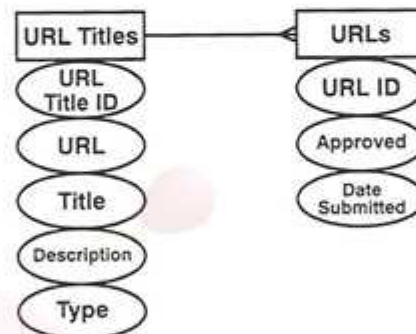 URL Titles
URL
Title ID
URL
Title
Description
Type
URLs
URL ID
Approved
Date
Submitted